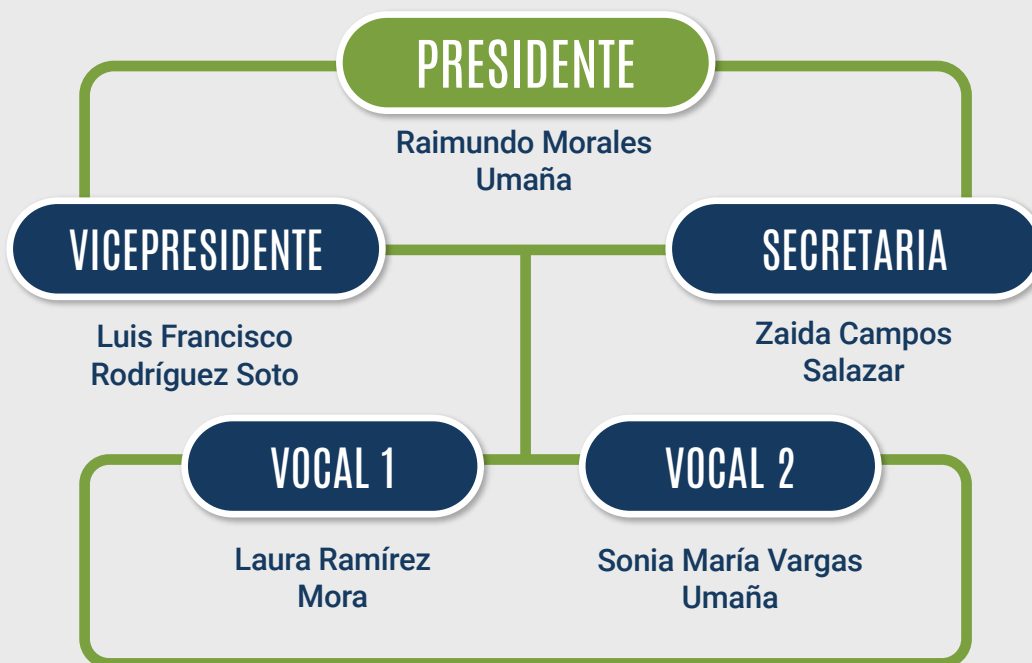 PRESIDENTE
Raimundo Morales
Umaña
VICEPRESIDENTE
Luis Francisco
Rodríguez Soto
SECRETARIA
Zaida Campos
Salazar
VOCAL 1
Laura Ramírez
Mora
VOCAL 2
Sonia María Vargas
Umaña